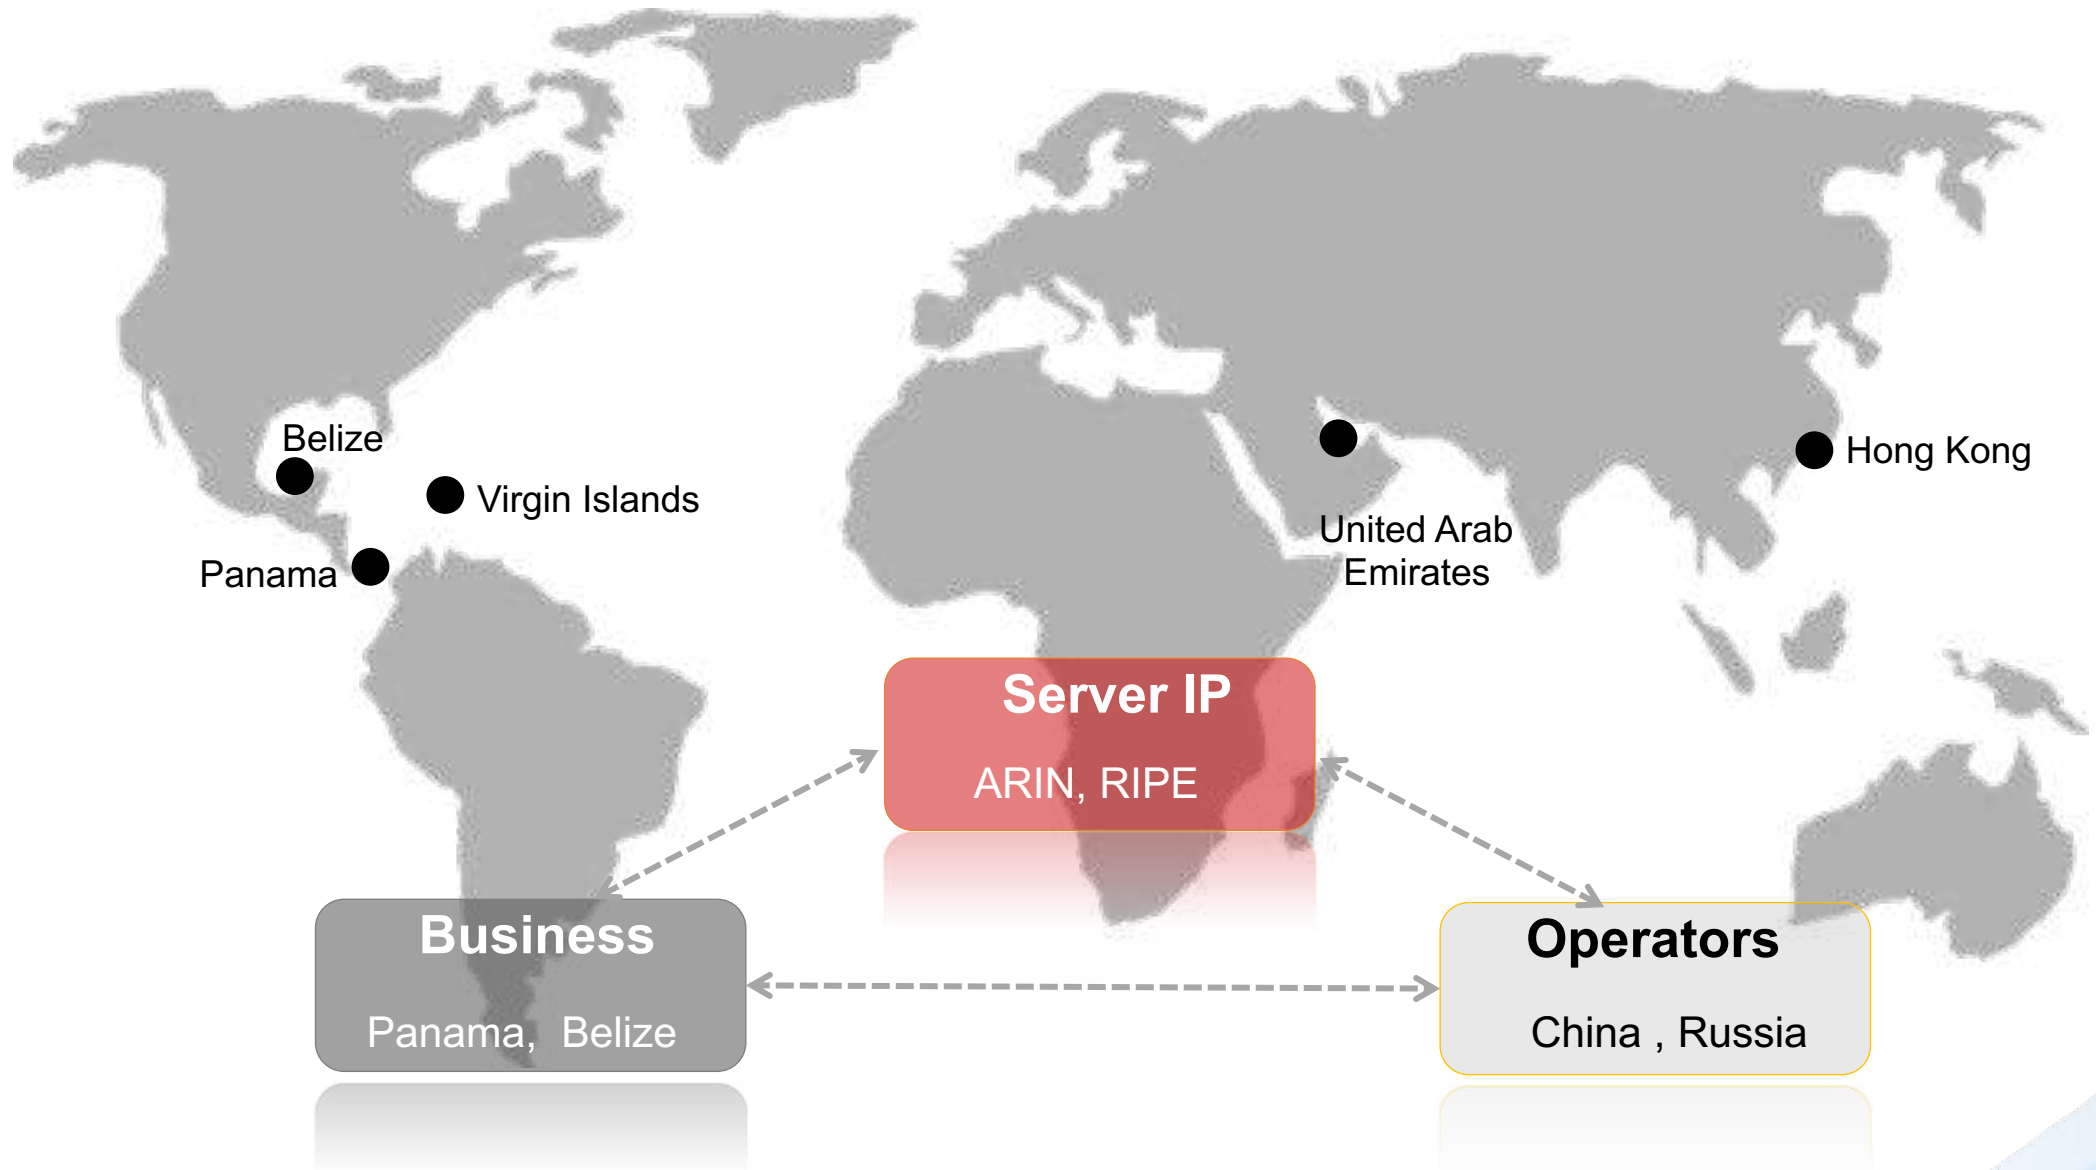 Belize
Virgin Islands
Panama
Hong Kong
United Arab
Emirates
Server IP
ARIN, RIPE
Business
Panama, Belize
Operators
China , Russia